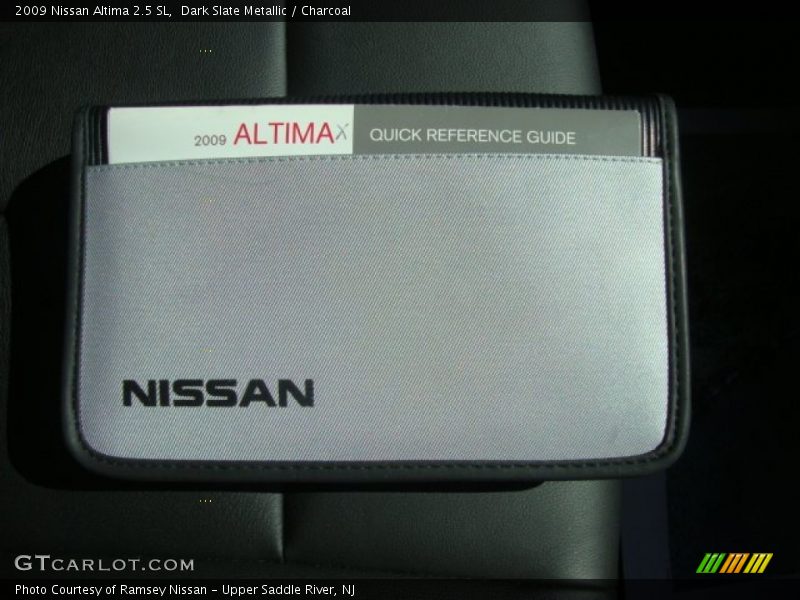 2009 Nissan Altima 2.5 SL,  Dark Slate Metallic / Charcoal
2009 ALTIMA QUICK REFERENCE GUIDE
NISSAN
GTCARLOT.COM
Photo Courtesy of Ramsey Nissan - Upper Saddle River, NJ